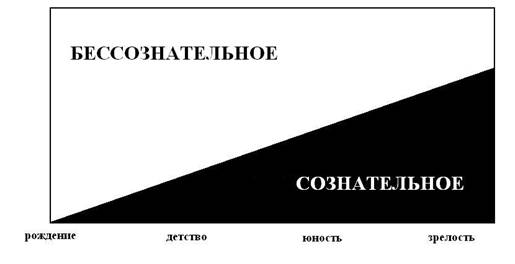 БЕССОЗНАТЕЛЬНОЕ
СОЗНАТЕЛЬНОЕ
рождение детство юность зрелость